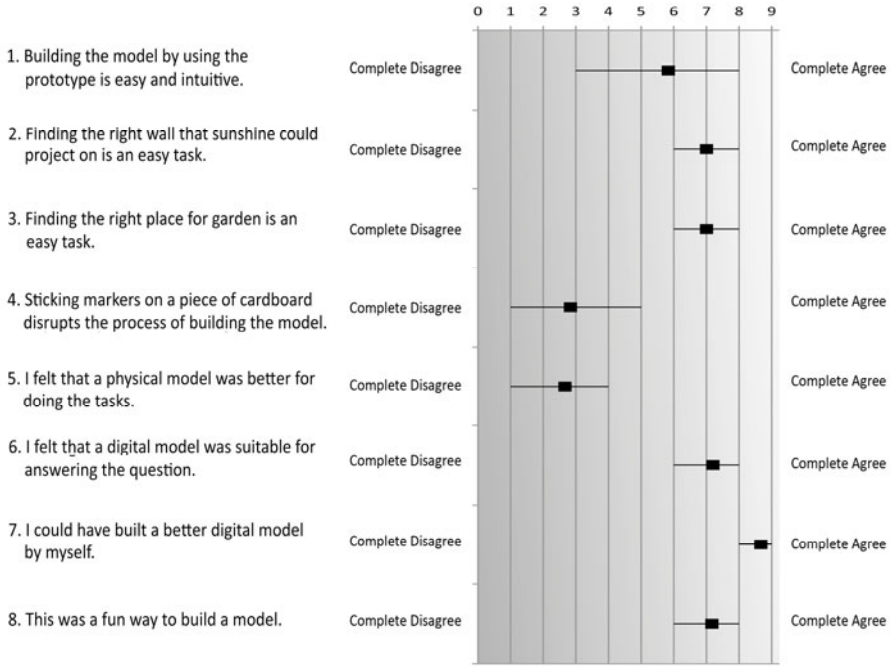 0 1 2 3 4 5 6 7 8 9
1. Building the model by using the
prototype is easy and intuitive.
Complete Disagree
Complete Agree
2. Finding the right wall that sunshine could
project on is an easy task.
Complete Disagree
Complete Agree
3. Finding the right place for garden is an
easy task.
Complete Disagree
Complete Agree
4. Sticking markers on a piece of cardboard
disrupts the process of building the model.
Complete Disagree
Complete Agree
5. I felt that a physical model was better for
doing the tasks.
Complete Disagree
Complete Agree
6. I felt that a digital model was suitable for
answering the question.
Complete Disagree
Complete Agree
7. I could have built a better digital model
by myself.
Complete Disagree
Complete Agree
8. This was a fun way to build a model.
Complete Disagree
Complete Agree